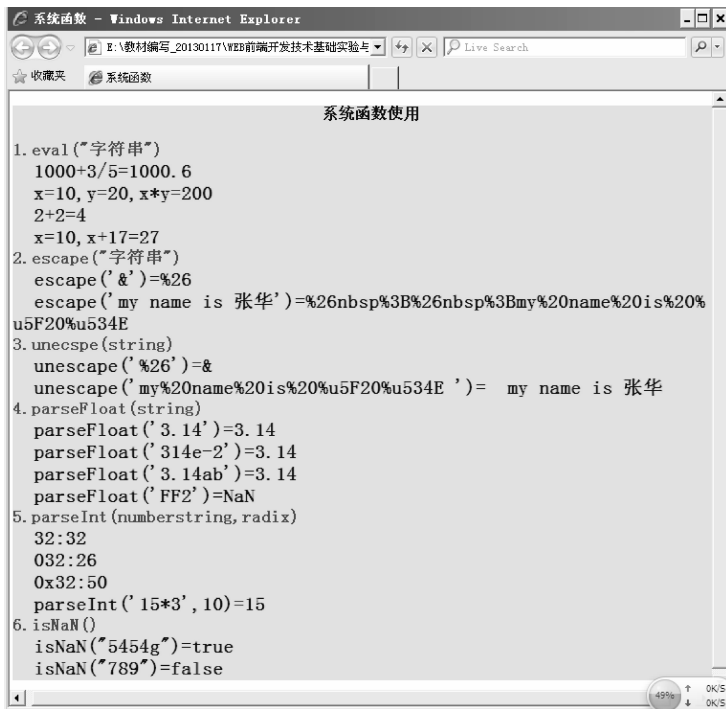 系统函数 - Windows Internet Explorer
E:\教材编写_20130117\WEB前端开发技术基础实验与
Live Search
收藏夹
系统函数
系统函数使用
1.eval("字符串")
1000+3/5=1000.6
x=10,y=20,x*y=200
2+2=4
x=10,x+17=27
2.escape("字符串")
escape('&')=%26
escape('my name is 张华')=%26nbsp%3B%26nbsp%3Bmy%20name%20is%20%
u5F20%u534E
3.unecspe(string)
unescape('%26')=&
unescape('my%20name%20is%20%u5F20%u534E ')=  my name is 张华
4.parseFloat(string)
parseFloat('3.14')=3.14
parseFloat('314e-2')=3.14
parseFloat('3.14ab')=3.14
parseFloat('FF2')=NaN
5.parseInt(numberstring,radix)
32:32
032:26
0x32:50
parseInt('15*3',10)=15
6.isNaN()
isNaN("5454g")=true
isNaN("789")=false
49% ↑ 0K/S
↓ 0K/S